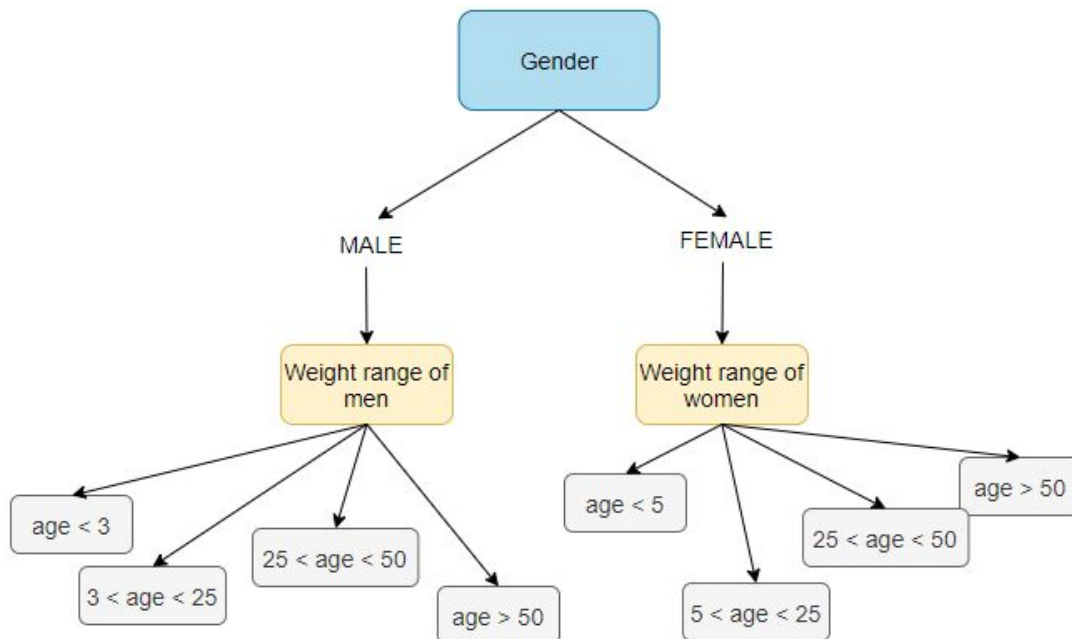 Gender
MALE
FEMALE
Weight range of
men
Weight range of
women
age < 3
3 < age < 25
25 < age < 50
age > 50
age < 5
5 < age < 25
25 < age < 50
age > 50